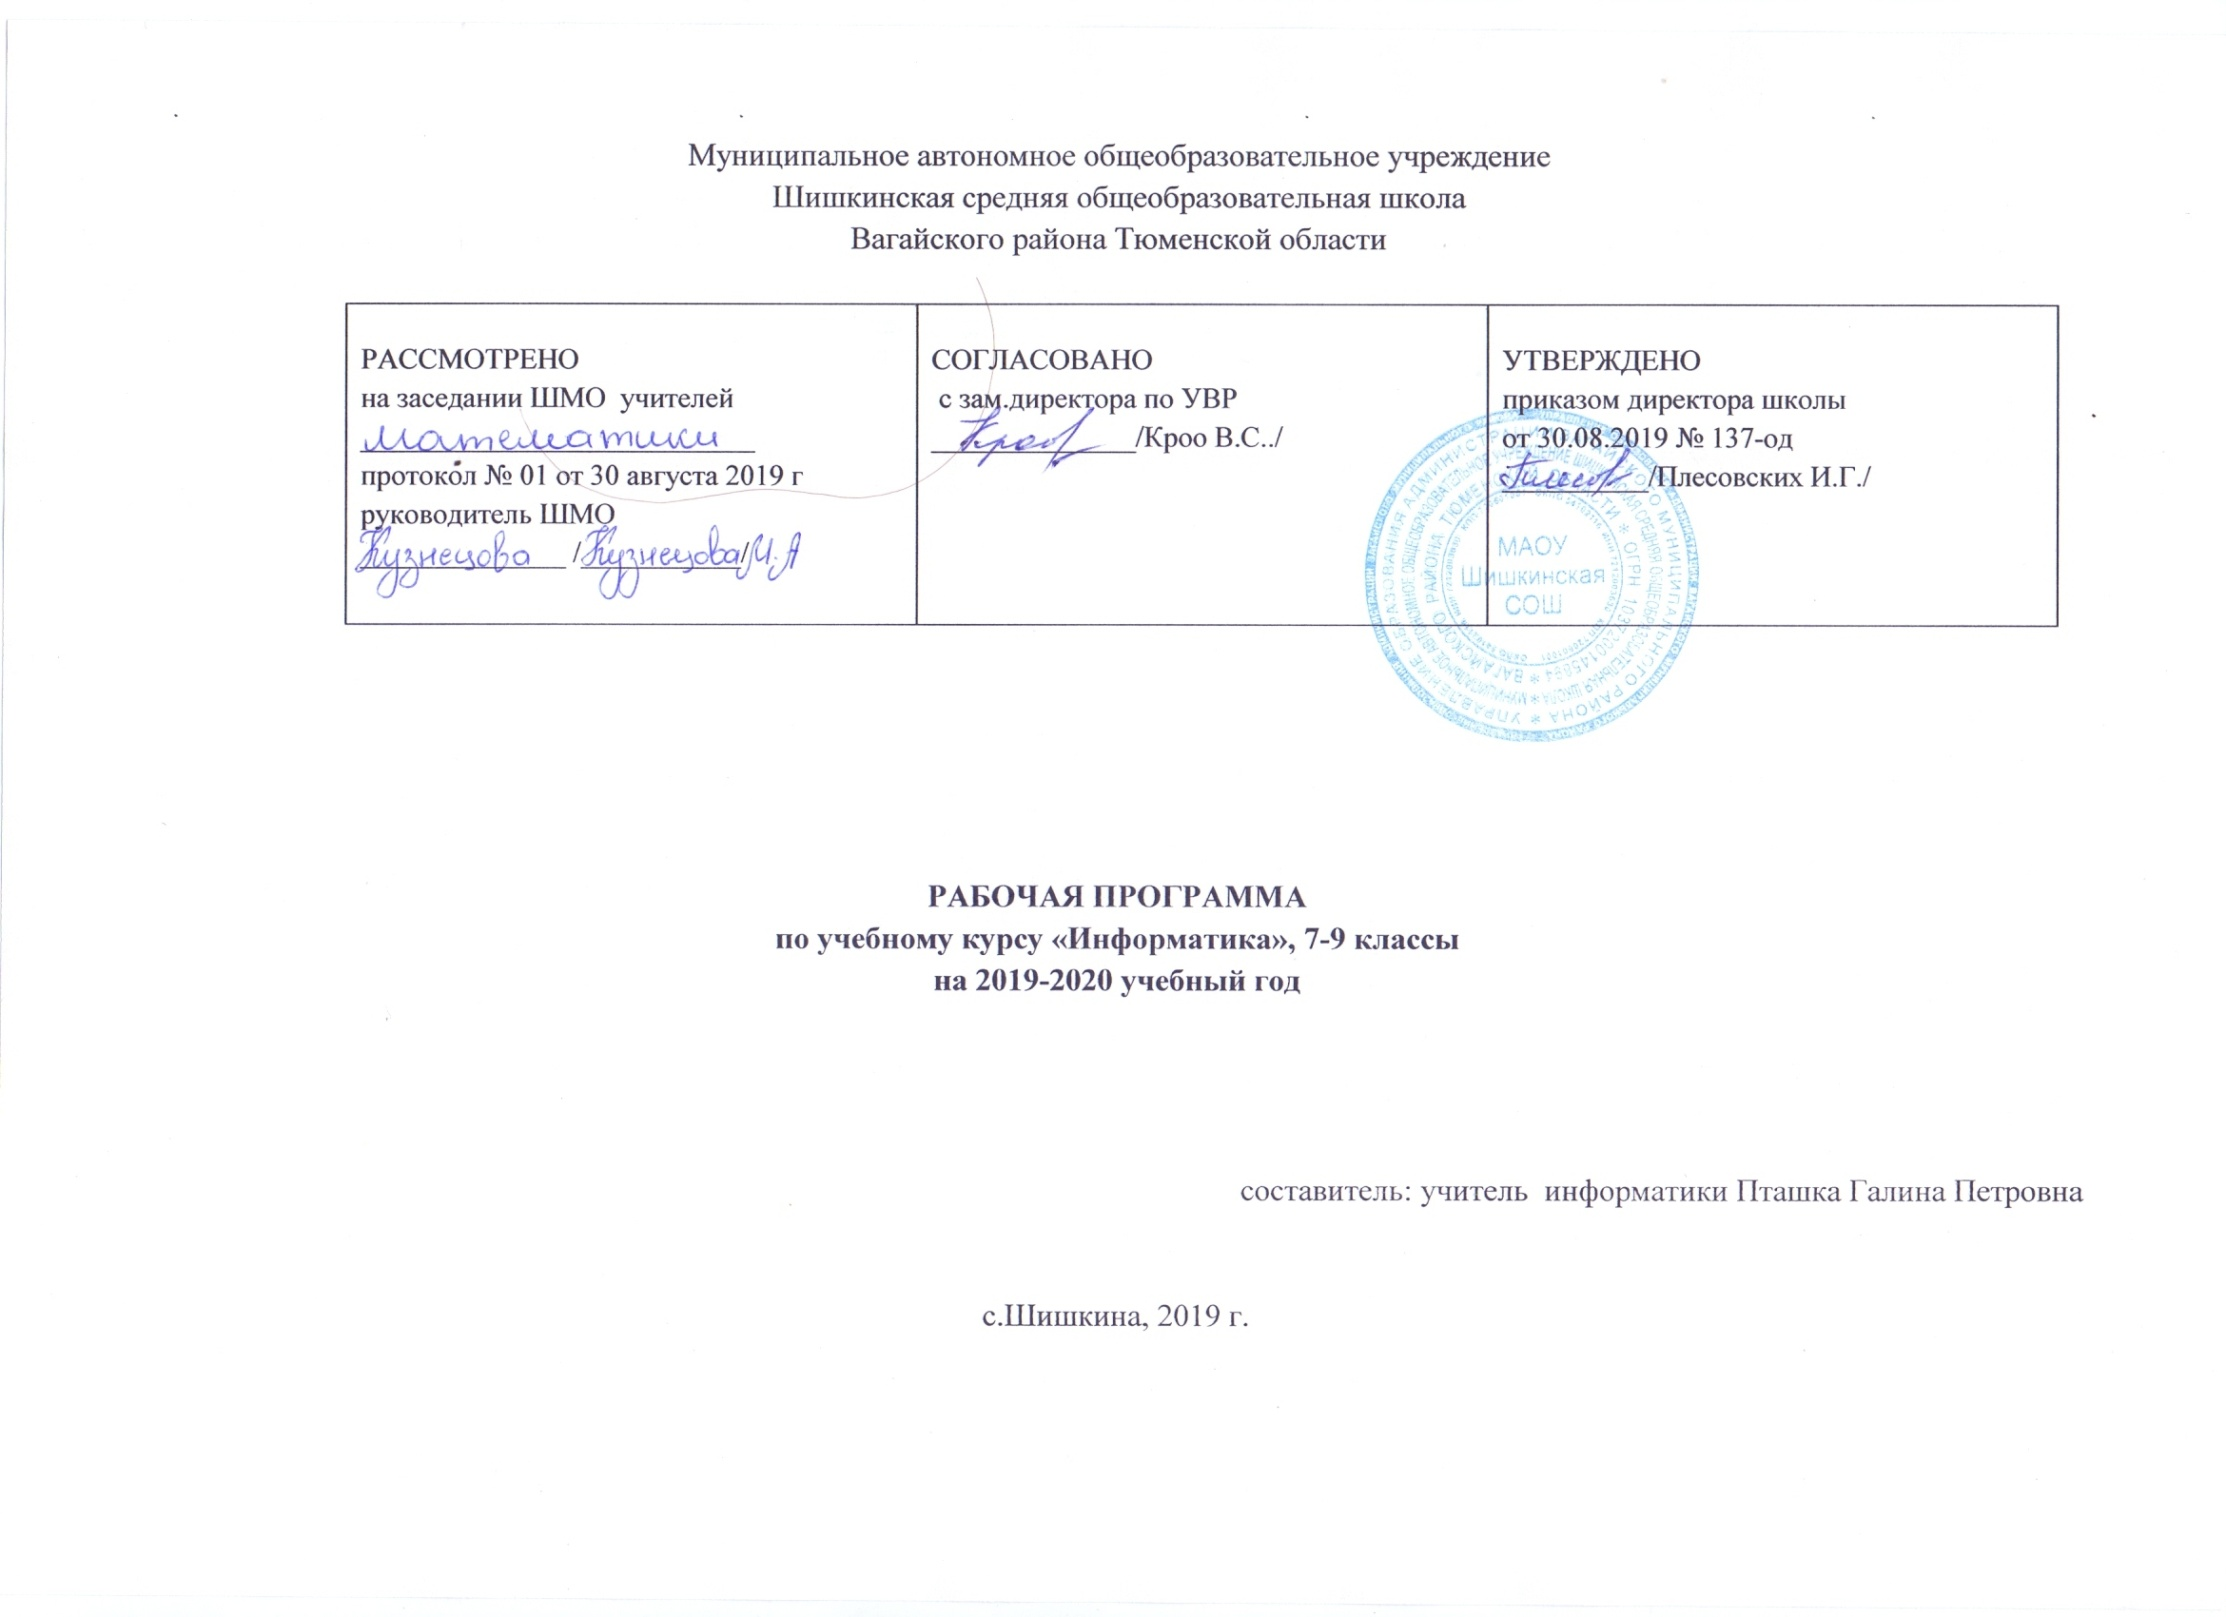 Муниципальное автономное общеобразовательное учреждение
Шишкинская средняя общеобразовательная школа
Вагайского района Тюменской области
РАССМОТРЕНО
на заседании ШМО учителей
Математики
протокол № 01 от 30 августа 2019 г
руководитель ШМО
Кузнецова /Кузнецова/И.А
СОГЛАСОВАНО
с зам.директора по УВР
/Кроо В.С../
УТВЕРЖДЕНО
приказом директора школы
от 30.08.2019 № 137-од
/Плесовских И.Г./
МАОУ
Шишкинская
СОШ
РАБОЧАЯ ПРОГРАММА
по учебному курсу «Информатика», 7-9 классы
на 2019-2020 учебный год
составитель: учитель информатики Пташка Галина Петровна
с.Шишкина, 2019 г.